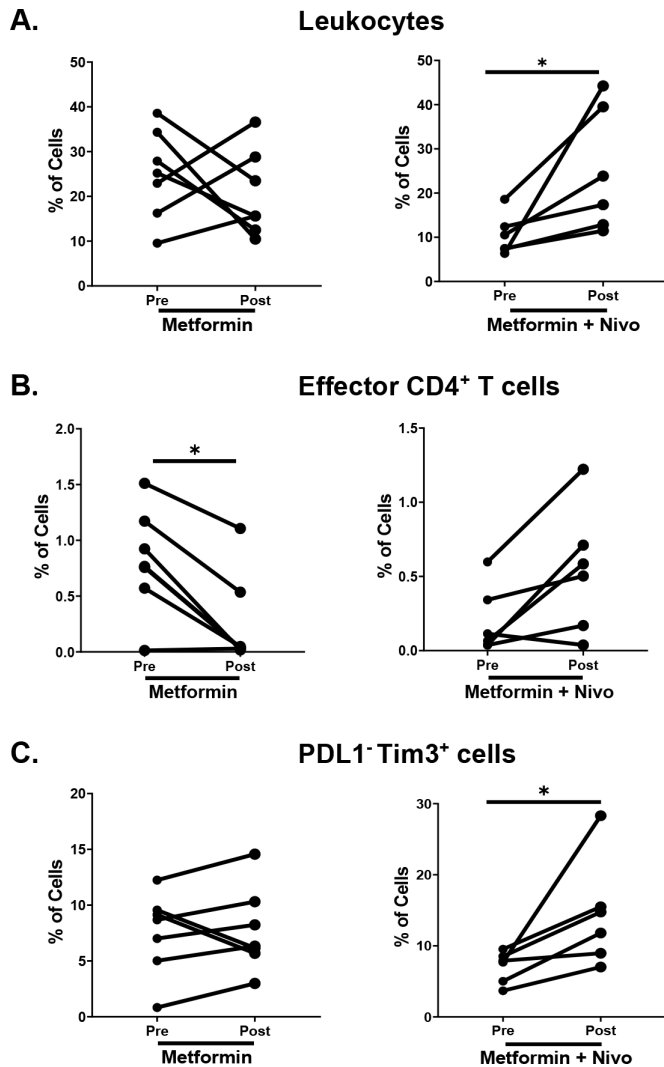 A. Leukocytes
% of Cells
50
40
30
20
10
0
Pre Post
Metformin
*
% of Cells
50
40
30
20
10
0
Pre Post
Metformin + Nivo
B. Effector CD4⁺ T cells
*
% of Cells
2.0
1.5
1.0
0.5
0.0
Pre Post
Metformin
% of Cells
1.5
1.0
0.5
0.0
Pre Post
Metformin + Nivo
C. PDL1⁻ Tim3⁺ cells
% of Cells
20
15
10
5
0
Pre Post
Metformin
*
% of Cells
30
20
10
0
Pre Post
Metformin + Nivo